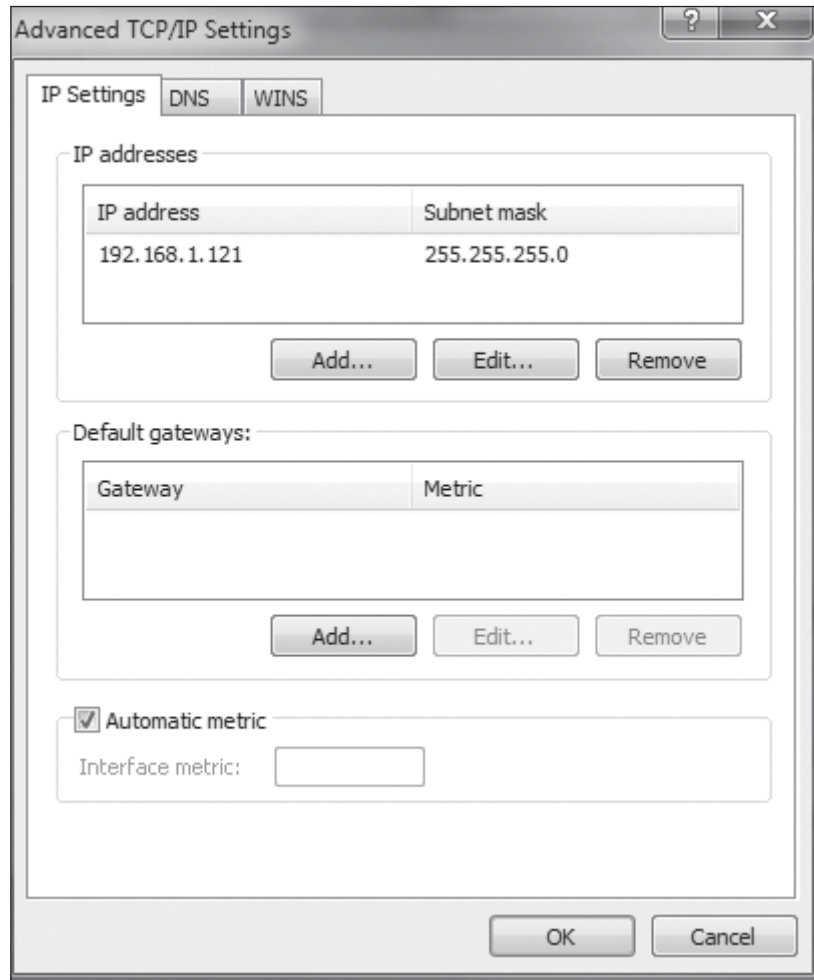 Advanced TCP/IP Settings
? X
IP Settings DNS WINS
IP addresses
IP address Subnet mask
192.168.1.121 255.255.255.0
Add... Edit... Remove
Default gateways:
Gateway Metric
Add... Edit... Remove
Automatic metric
Interface metric:
OK Cancel